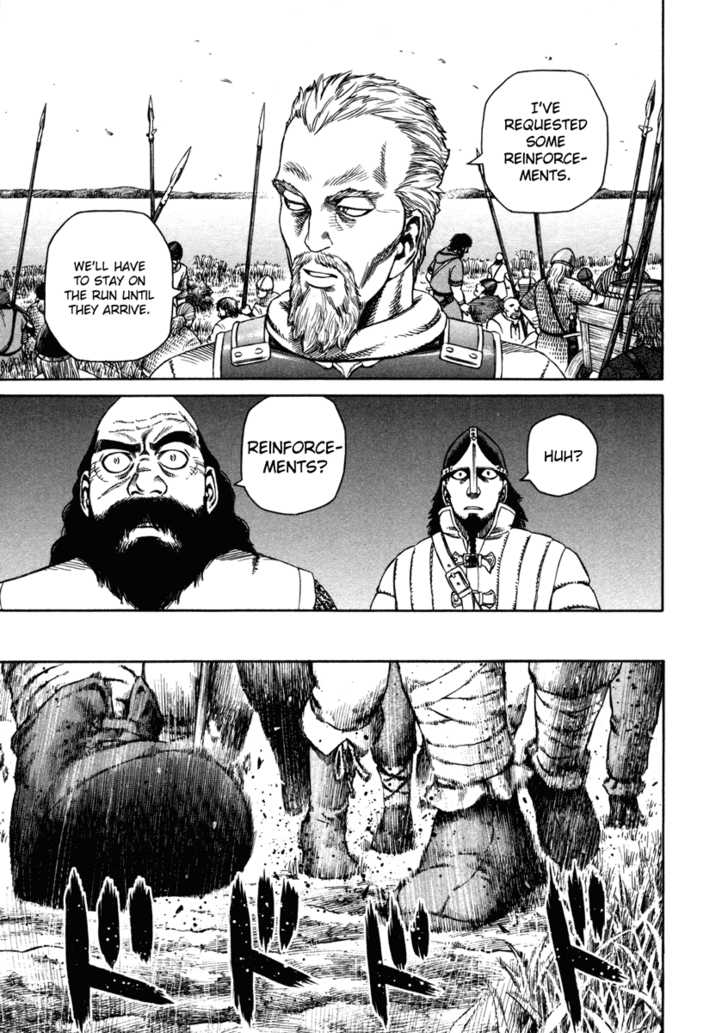 I'VE
REQUESTED
SOME
REINFORCE-
MENTS.
WE'LL HAVE
TO STAY ON
THE RUN UNTIL
THEY ARRIVE.
HUH?
REINFORCE-
MENTS?
ドドドド